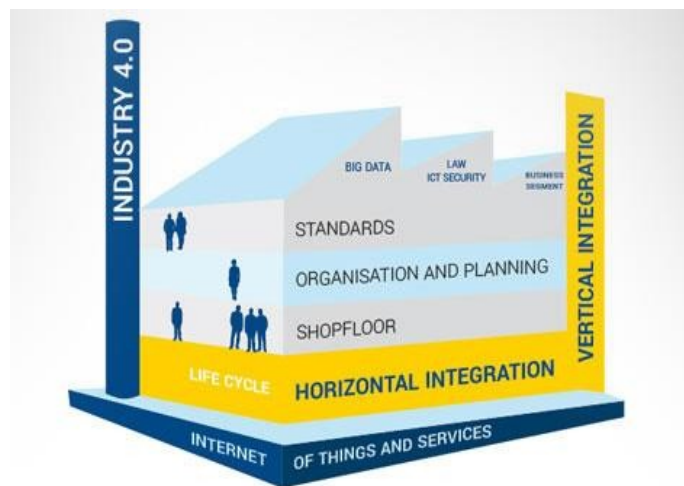 INDUSTRY 4.0
BIG DATA
LAW
ICT SECURITY
BUSINESS
SEGMENT
STANDARDS
ORGANISATION AND PLANNING
SHOPFLOOR
VERTICAL INTEGRATION
LIFE CYCLE
HORIZONTAL INTEGRATION
INTERNET
OF THINGS AND SERVICES